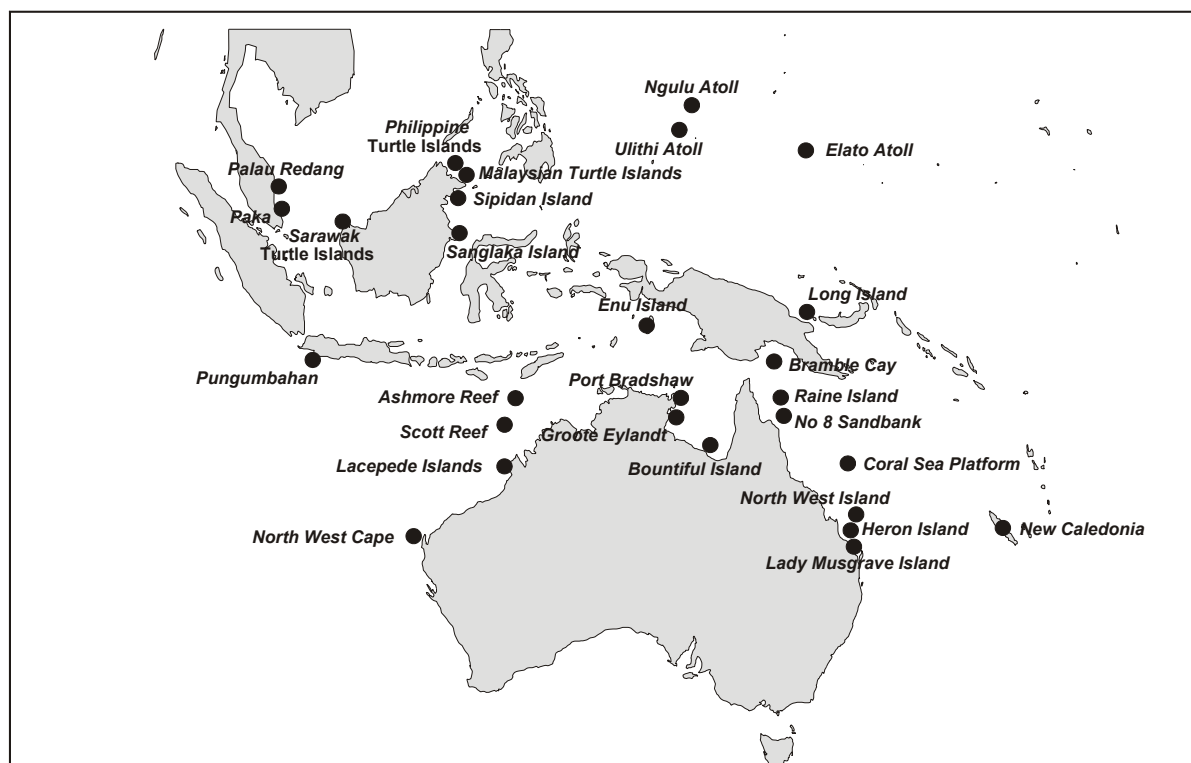 Ngulu Atoll
Philippine
Turtle Islands
Ulithi Atoll
Elato Atoll
Palau Redang
Malaysian Turtle Islands
Sipidan Island
Paka
Sarawak
Turtle Islands
Sanglaka Island
Long Island
Enu Island
Pungumbahan
Bramble Cay
Port Bradshaw
Ashmore Reef
Raine Island
No 8 Sandbank
Scott Reef
Groote Eylandt
Lacepede Islands
Bountiful Island
Coral Sea Platform
North West Island
North West Cape
Heron Island
New Caledonia
Lady Musgrave Island